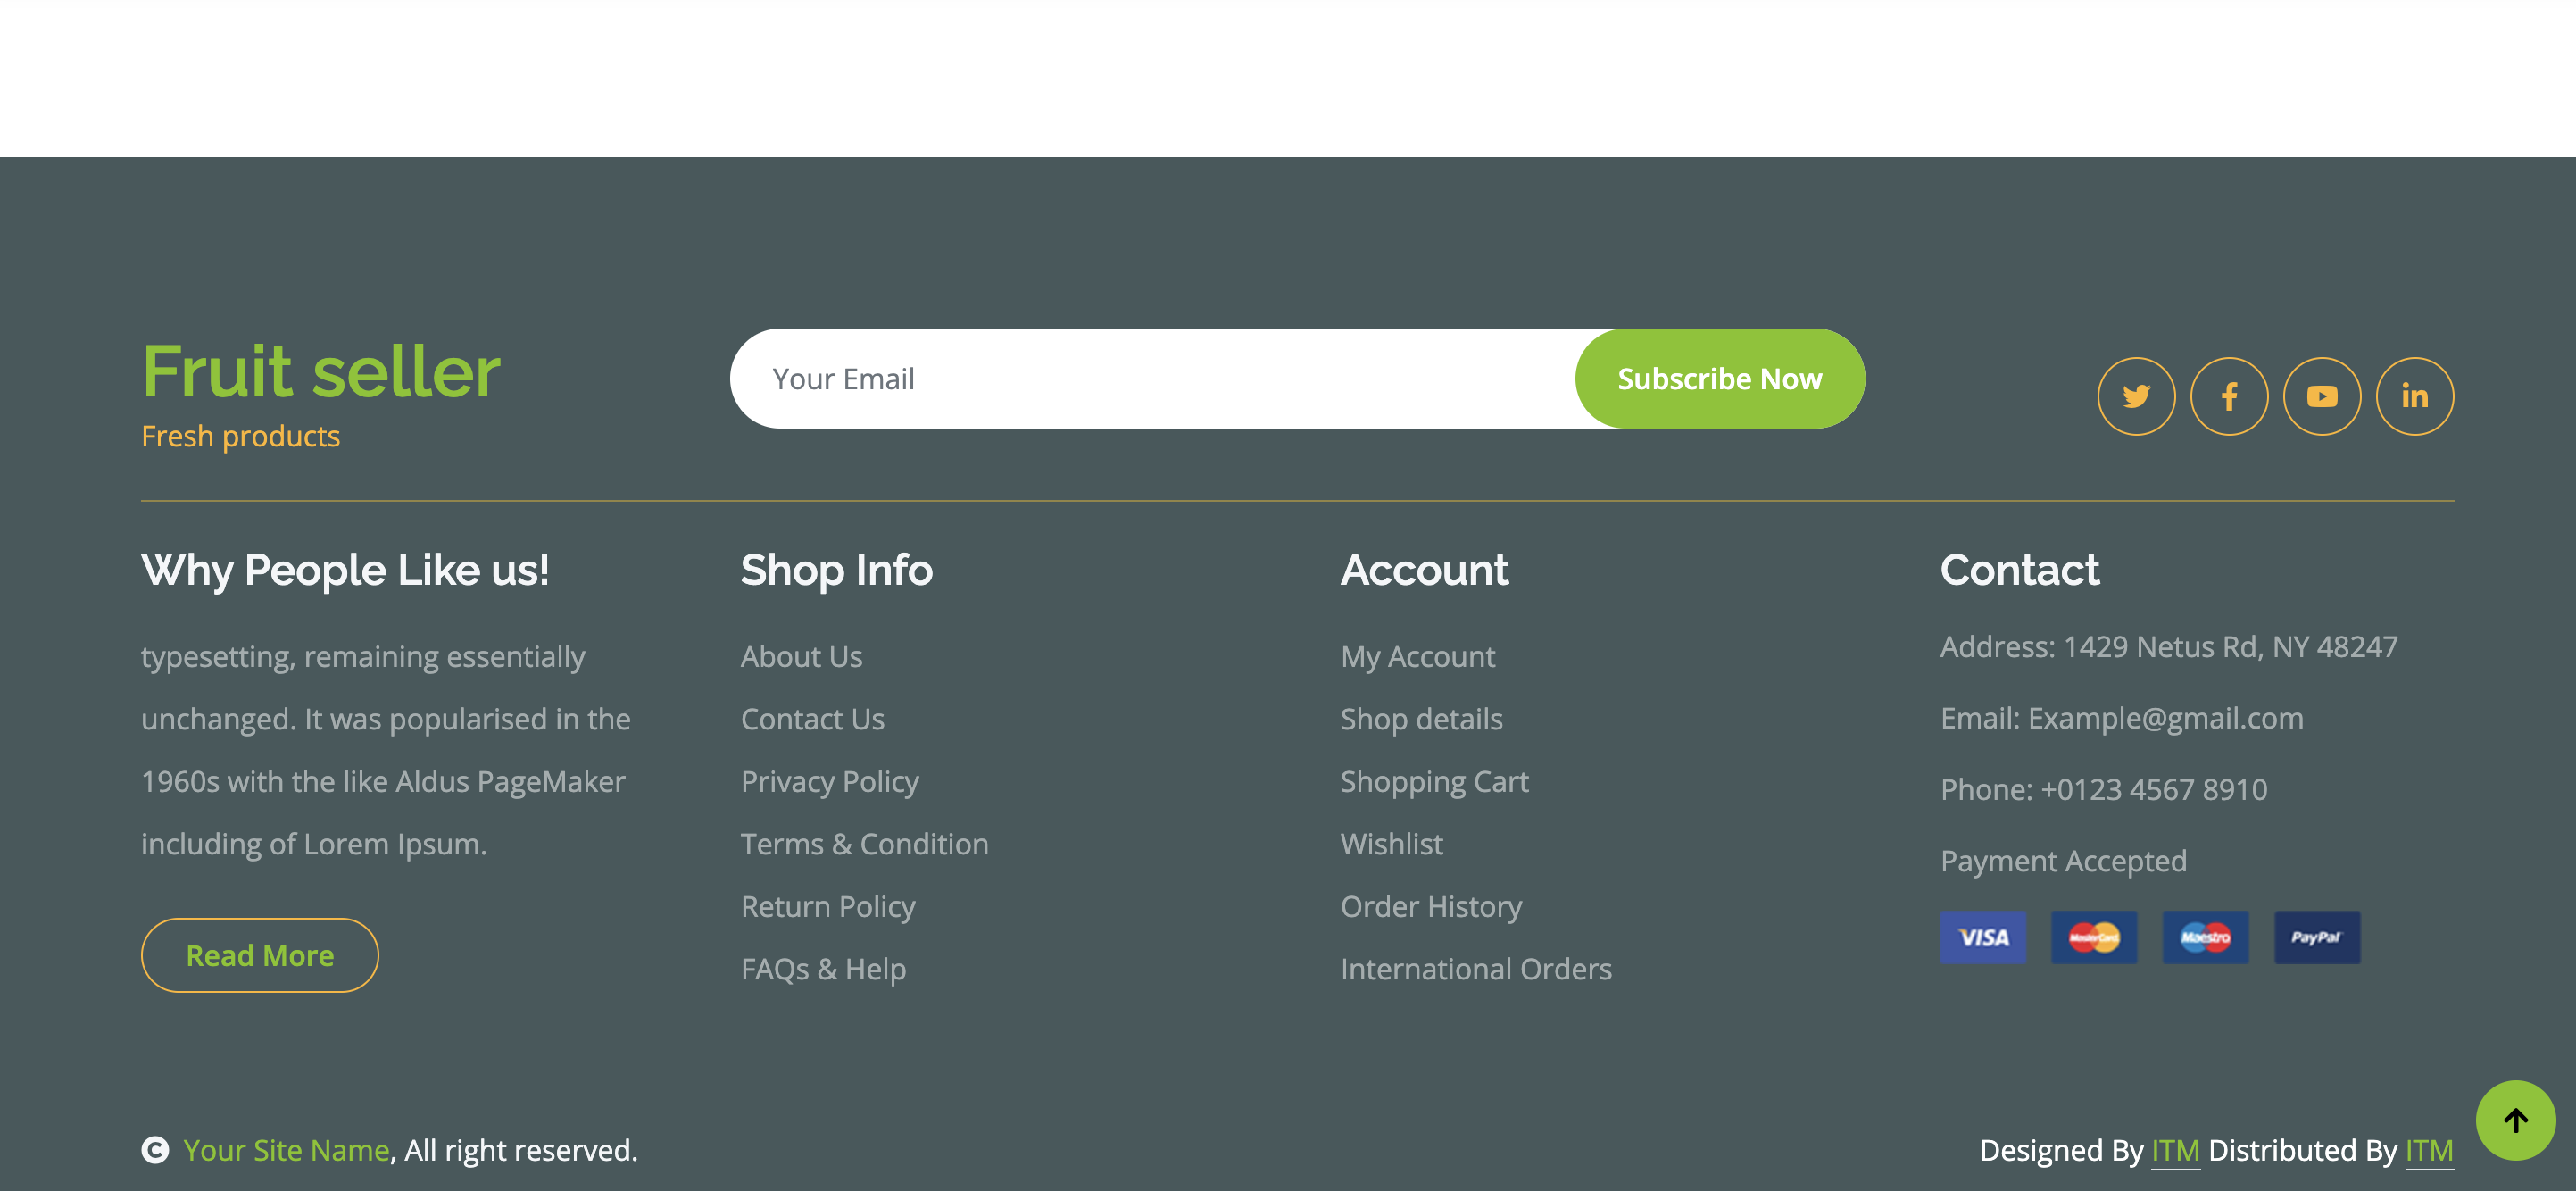 Fruit seller
Fresh products
Your Email
Subscribe Now
Why People Like us!
typesetting, remaining essentially
unchanged. It was popularised in the
1960s with the like Aldus PageMaker
including of Lorem Ipsum.
Read More
Shop Info
About Us
Contact Us
Privacy Policy
Terms & Condition
Return Policy
FAQs & Help
Account
My Account
Shop details
Shopping Cart
Wishlist
Order History
International Orders
Contact
Address: 1429 Netus Rd, NY 48247
Email: Example@gmail.com
Phone: +0123 4567 8910
Payment Accepted
VISA
MasterCard
Maestro
PayPal
© Your Site Name, All right reserved.
Designed By ITM Distributed By ITM